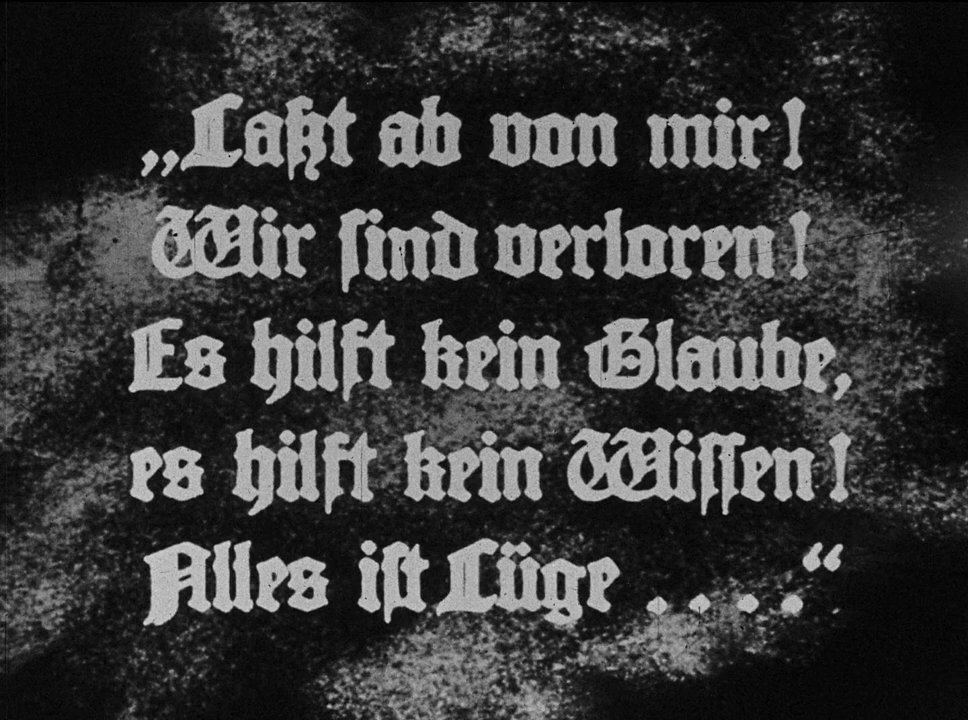 „Laßt ab von mir!
Wir sind verloren!
Es hilft kein Glaube,
es hilft kein Wissen!
Alles ist Lüge . . . .“